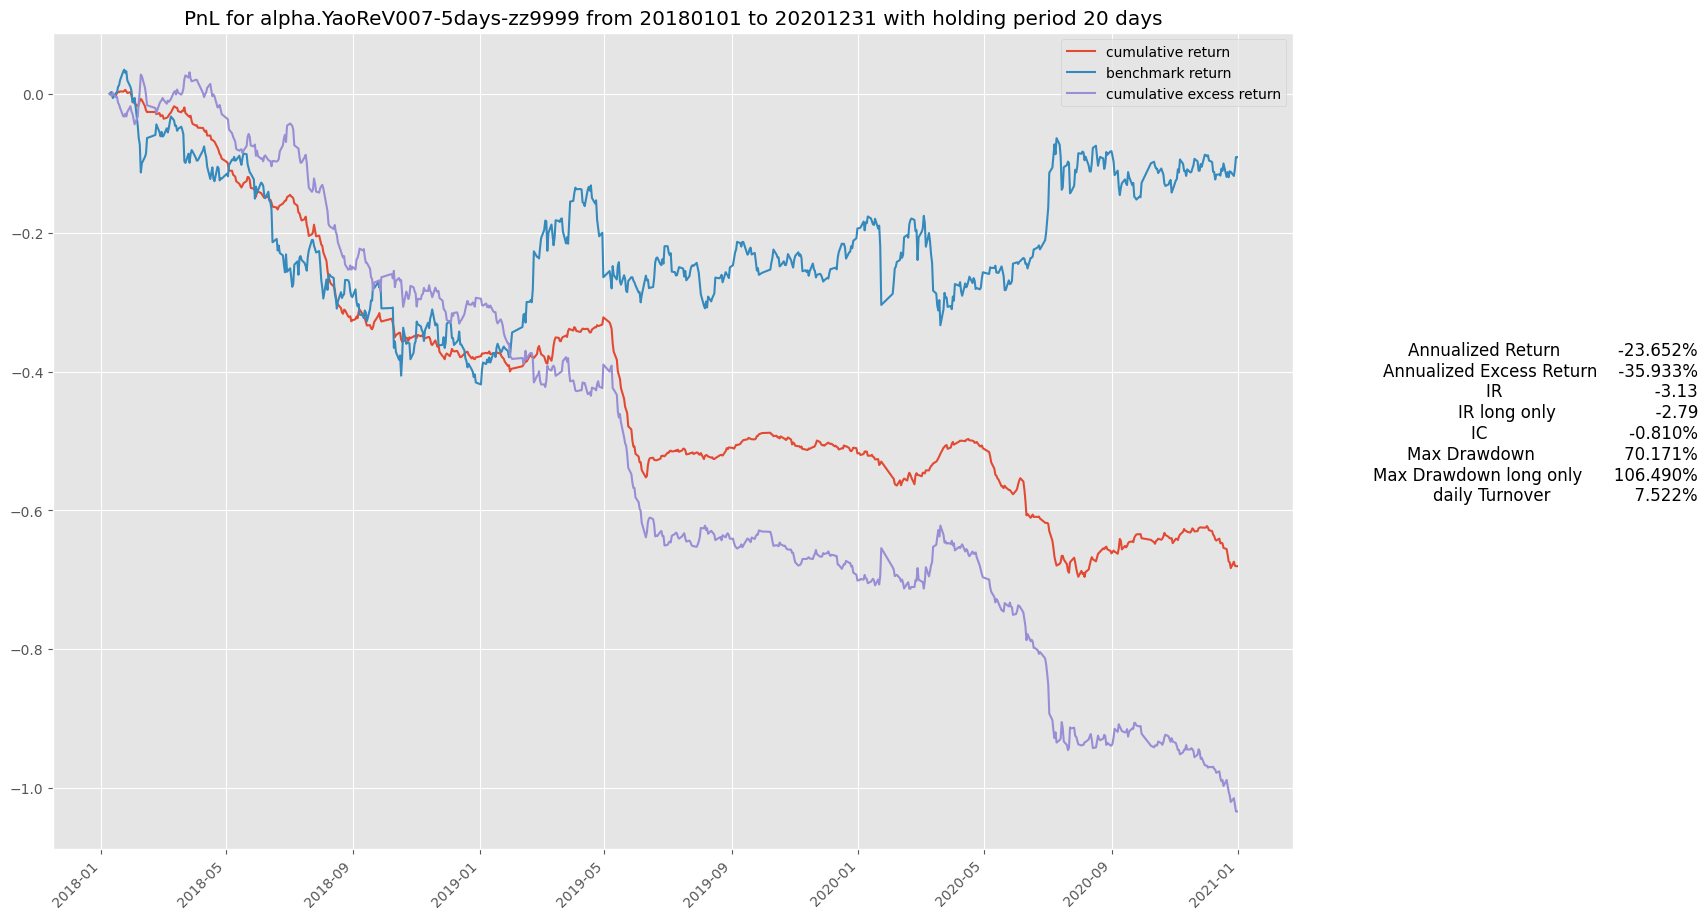 PnL for alpha.YaoReV007-5days-zz9999 from 20180101 to 20201231 with holding period 20 days
cumulative return
benchmark return
cumulative excess return
0.0
−0.2
−0.4
−0.6
−0.8
−1.0
2018-01
2018-05
2018-09
2019-01
2019-05
2019-09
2020-01
2020-05
2020-09
2021-01
Annualized Return -23.652%
Annualized Excess Return -35.933%
IR -3.13
IR long only -2.79
IC -0.810%
Max Drawdown 70.171%
Max Drawdown long only 106.490%
daily Turnover 7.522%